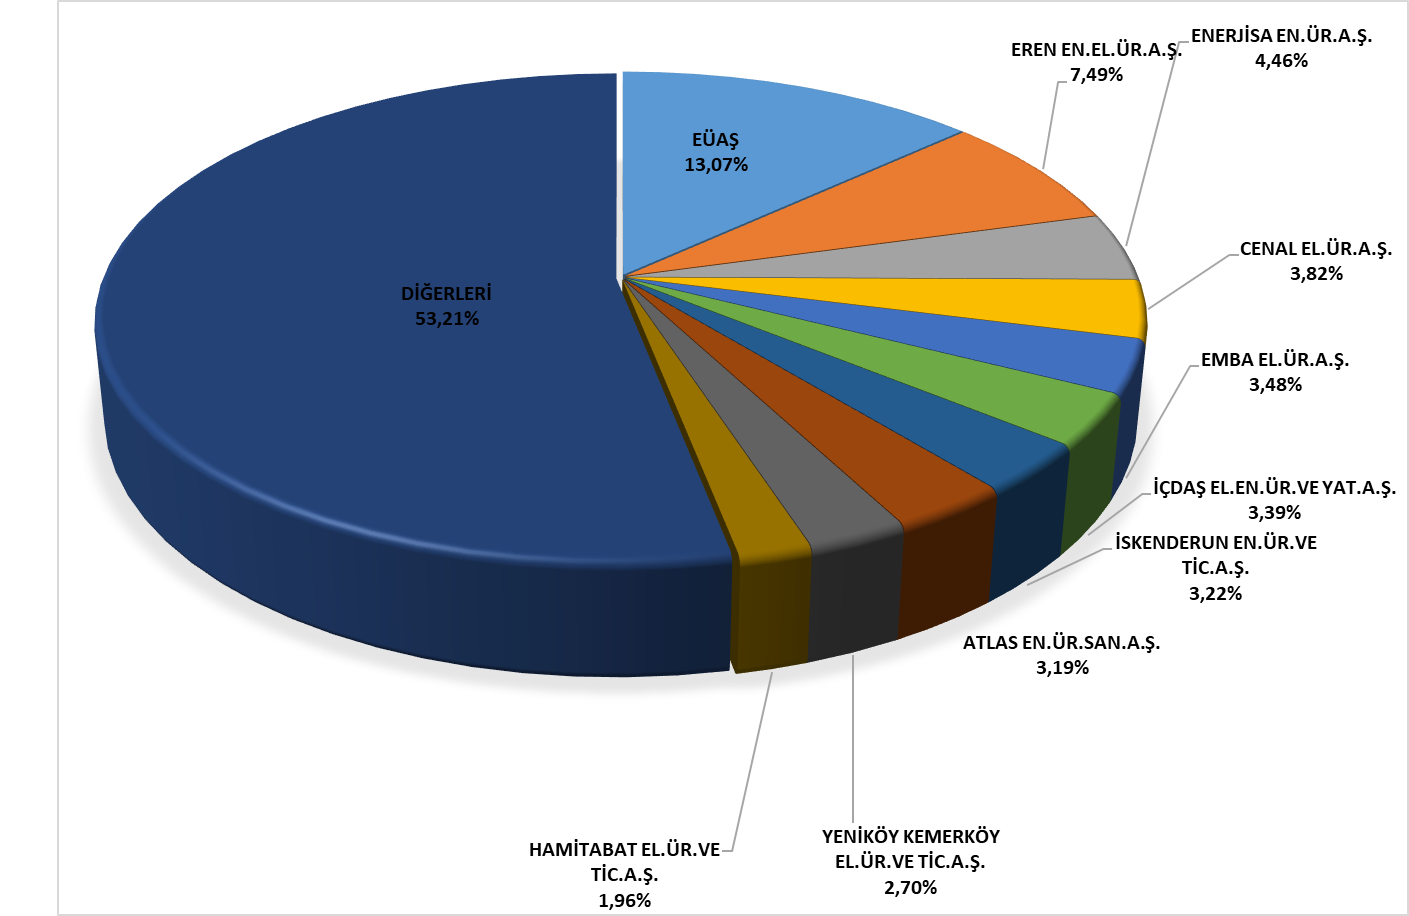 ENERJİSA EN.ÜR.A.Ş.
4,46%
EREN EN.EL.ÜR.A.Ş.
7,49%
EÜAŞ
13,07%
CENAL EL.ÜR.A.Ş.
3,82%
DİĞERLERİ
53,21%
EMBA EL.ÜR.A.Ş.
3,48%
İÇDAŞ EL.EN.ÜR.VE YAT.A.Ş.
3,39%
İSKENDERUN EN.ÜR.VE
TİC.A.Ş.
3,22%
ATLAS EN.ÜR.SAN.A.Ş.
3,19%
YENİKÖY KEMERKÖY
EL.ÜR.VE TİC.A.Ş.
2,70%
HAMİTABAT EL.ÜR.VE
TİC.A.Ş.
1,96%